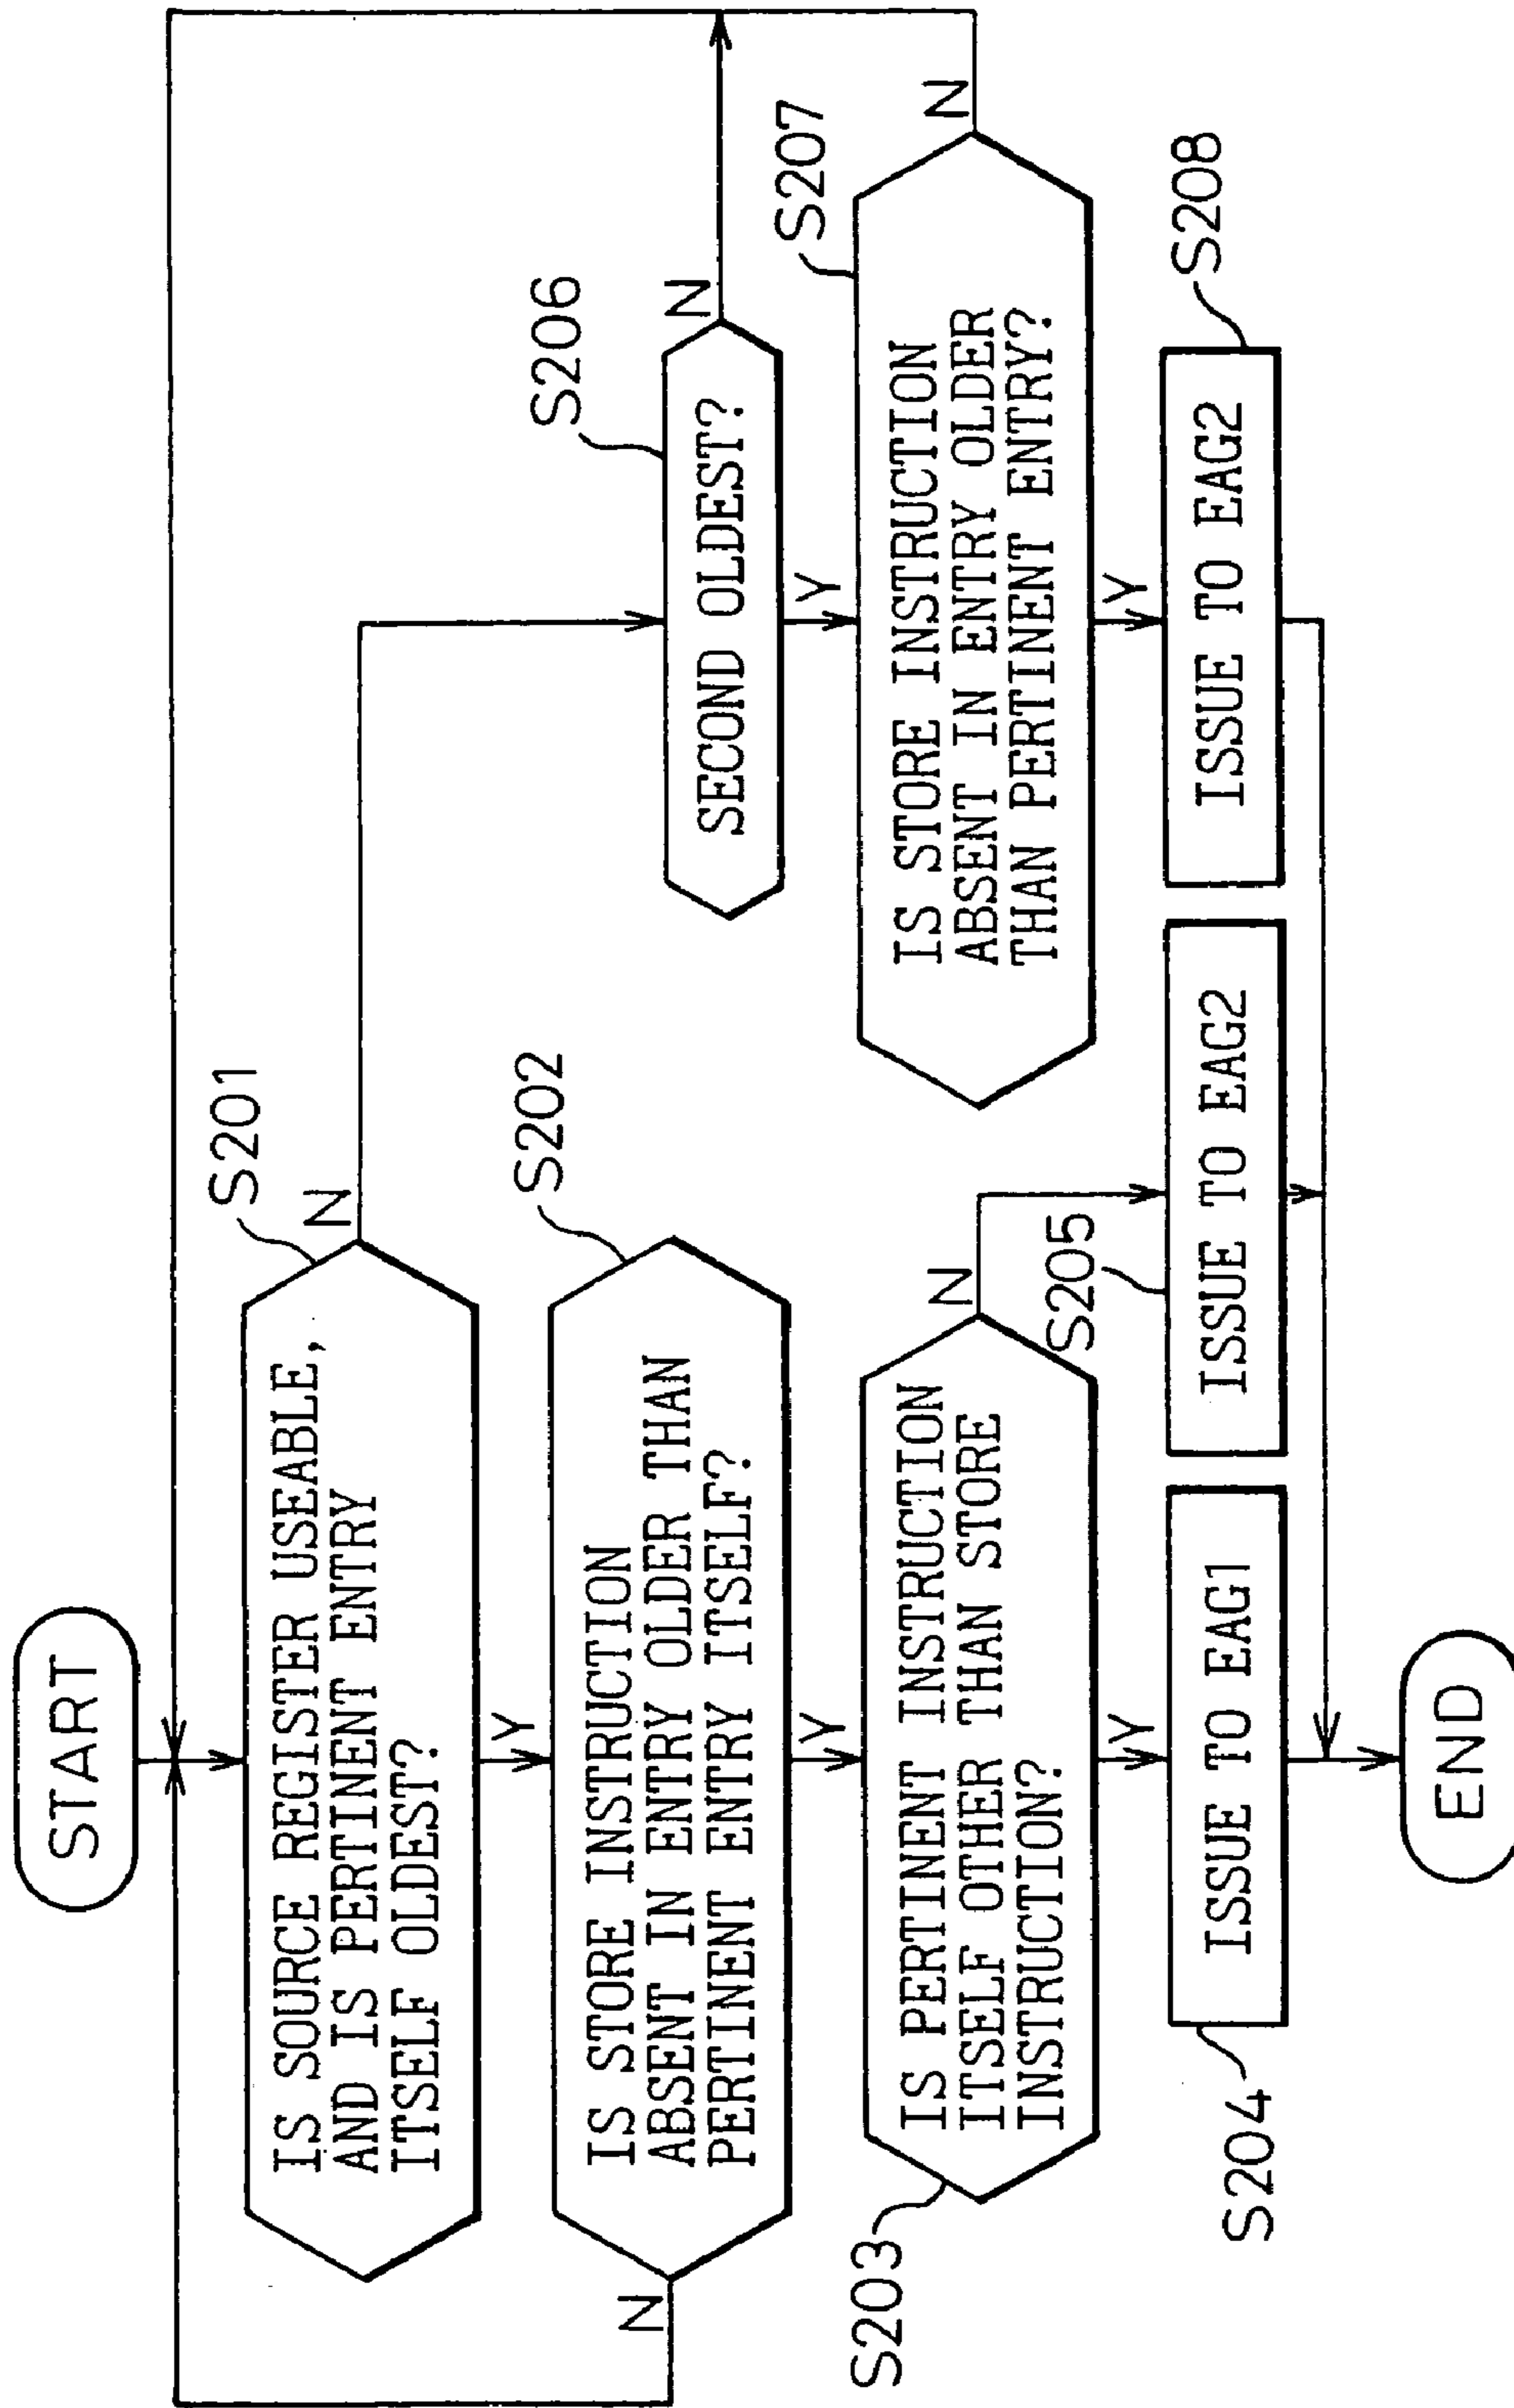 START
S201
IS SOURCE REGISTER USEABLE,
AND IS PERTINENT ENTRY
ITSELF OLDEST?
N
Y
S202
IS STORE INSTRUCTION
ABSENT IN ENTRY OLDER THAN
PERTINENT ENTRY ITSELF?
N
Y
S203
IS PERTINENT INSTRUCTION
ITSELF OTHER THAN STORE
INSTRUCTION?
N
Y
S204
ISSUE TO EAG1
S205
ISSUE TO EAG2
S206
SECOND OLDEST?
N
Y
S207
IS STORE INSTRUCTION
ABSENT IN ENTRY OLDER
THAN PERTINENT ENTRY?
N
Y
S208
ISSUE TO EAG2
END